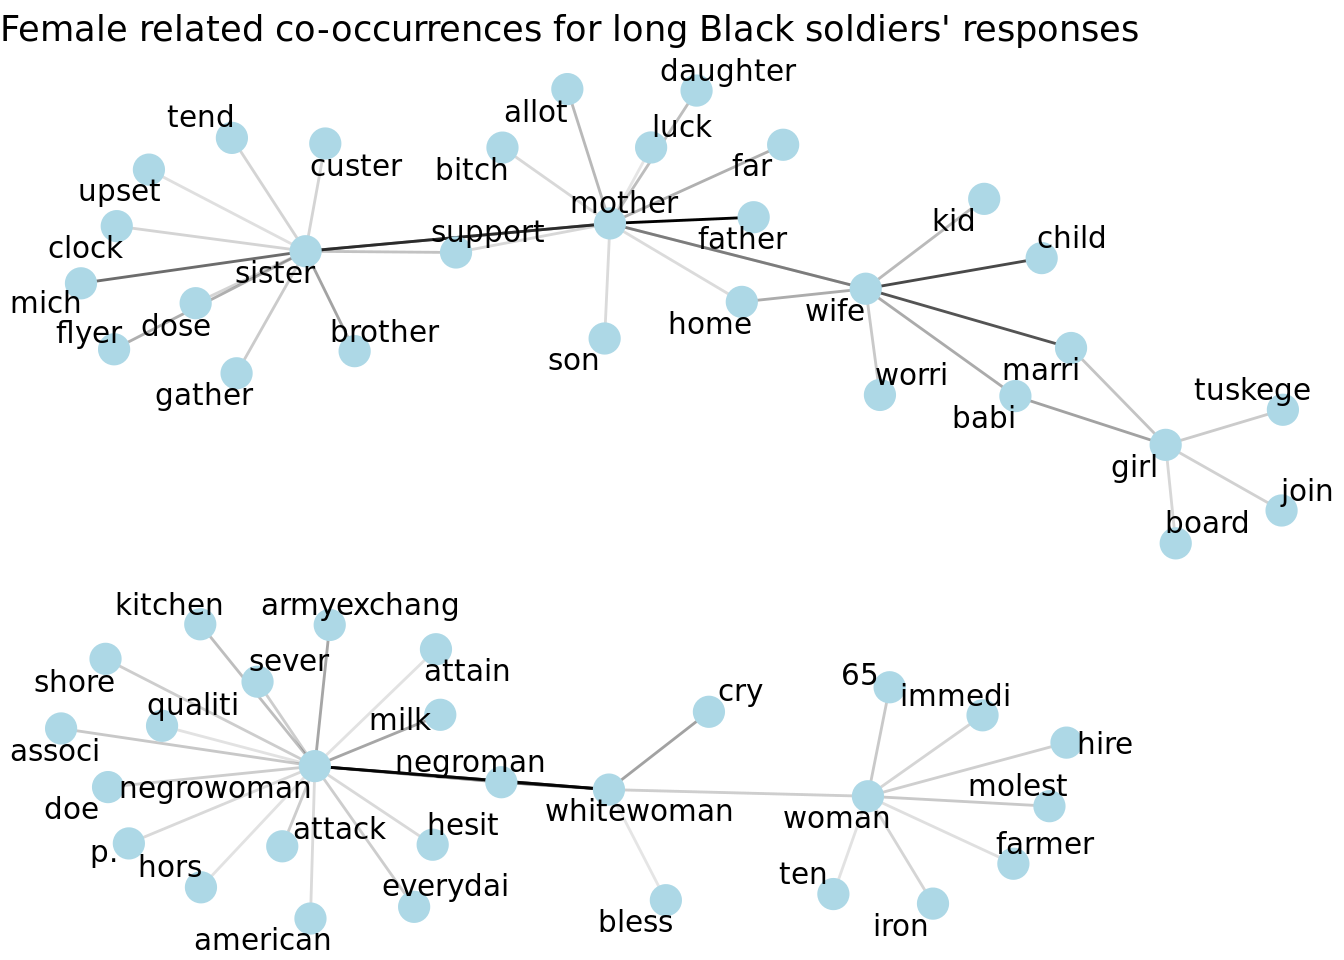 Female related co-occurrences for long Black soldiers' responses
daughter
allot
tend
luck
custer
bitch
far
upset
mother
kid
support
father
child
clock
sister
mich
home
wife
flyer
dose
brother
son
marri
worri
tuskege
gather
babi
girl
join
board
kitchen
armyexchang
sever
attain
65
shore
cry
immedi
qualiti
milk
associ
hire
negroman
molest
negrowoman
doe
whitewoman
woman
attack
hesit
farmer
p.
hors
ten
everydai
bless
iron
american